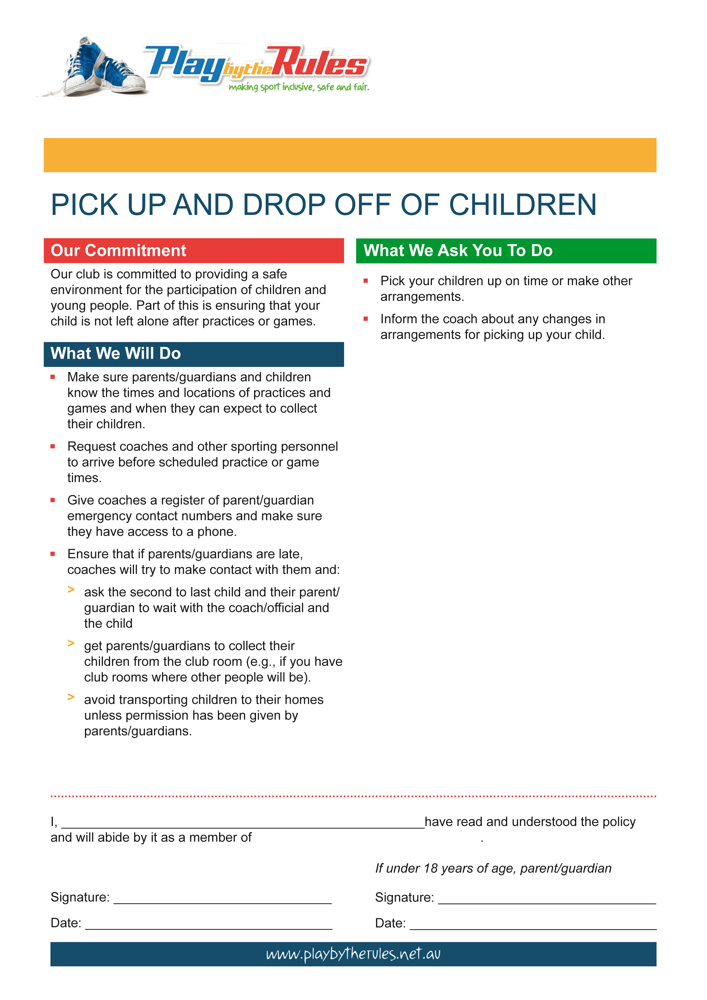 Play by the Rules
making sport inclusive, safe and fair.
PICK UP AND DROP OFF OF CHILDREN
Our Commitment
Our club is committed to providing a safe
environment for the participation of children and
young people. Part of this is ensuring that your
child is not left alone after practices or games.
What We Will Do
Make sure parents/guardians and children
know the times and locations of practices and
games and when they can expect to collect
their children.
Request coaches and other sporting personnel
to arrive before scheduled practice or game
times.
Give coaches a register of parent/guardian
emergency contact numbers and make sure
they have access to a phone.
Ensure that if parents/guardians are late,
coaches will try to make contact with them and:
> ask the second to last child and their parent/
guardian to wait with the coach/official and
the child
> get parents/guardians to collect their
children from the club room (e.g., if you have
club rooms where other people will be).
> avoid transporting children to their homes
unless permission has been given by
parents/guardians.
What We Ask You To Do
Pick your children up on time or make other
arrangements.
Inform the coach about any changes in
arrangements for picking up your child.
I, ____________________ have read and understood the policy
and will abide by it as a member of .
If under 18 years of age, parent/guardian
Signature: ____________________ Signature: ____________________
Date: ____________________ Date: ____________________
www.playbytherules.net.au